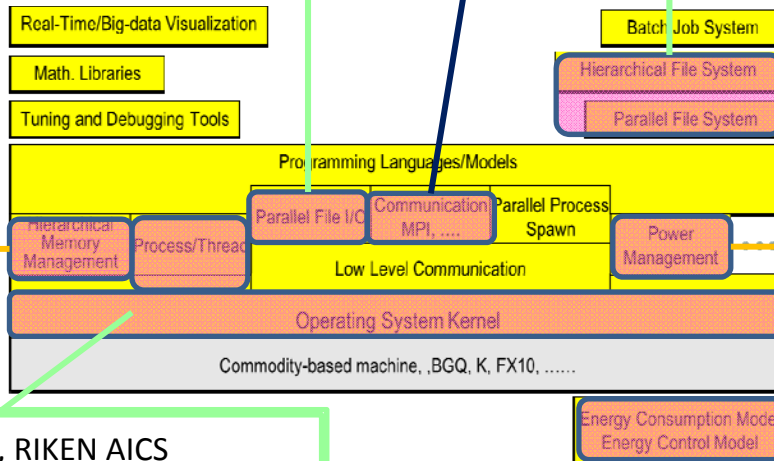 Real-Time/Big-data Visualization
Batch Job System
Math. Libraries
Hierarchical File System
Tuning and Debugging Tools
Parallel File System
Programming Languages/Models
Hierarchical
Memory
Management
Process/Thread
Parallel File I/O
Communication
MPI, ....
Parallel Process
Spawn
Power
Management
Low Level Communication
Operating System Kernel
Commodity-based machine, ,BGQ, K, FX10, ......
Energy Consumption Mode
Energy Control Model
, RIKEN AICS